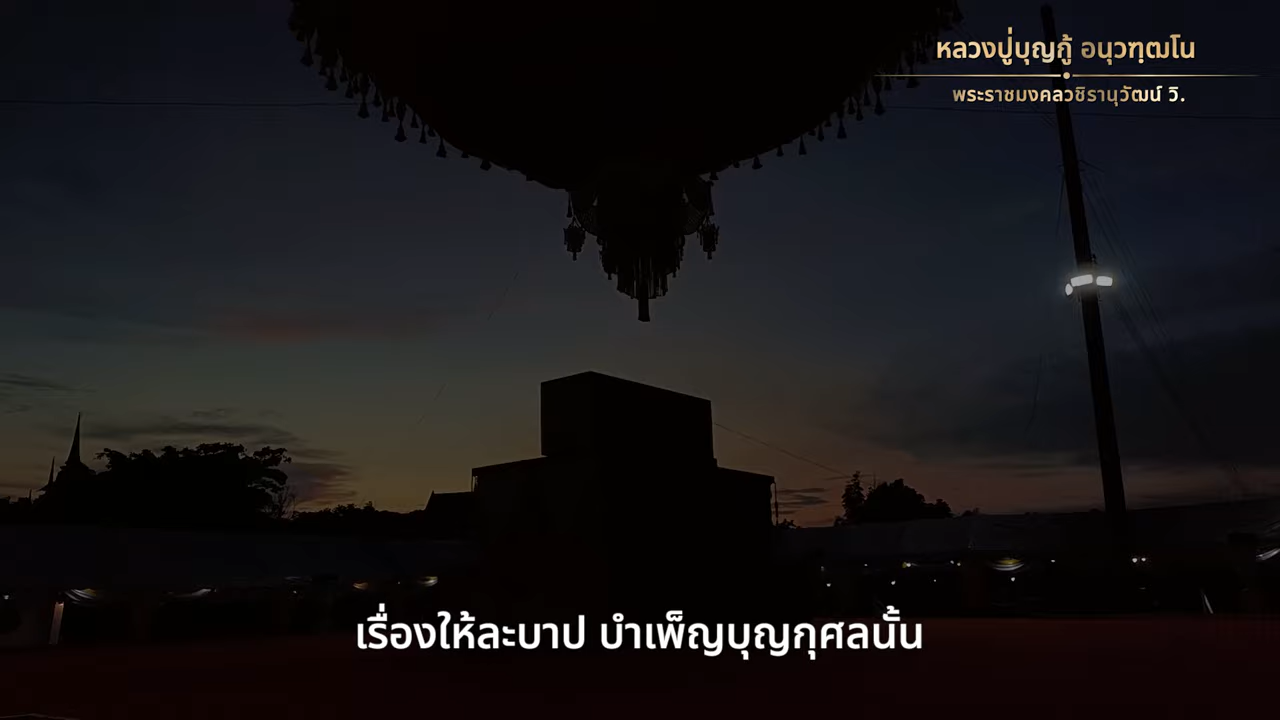 หลวงปู่บุญกู้ อนุวฑฺฒโน
พระราชมงคลวชิรานุวัฒน์ วิ.
เรื่องให้ละบาป บำเพ็ญบุญกุศลนั้น